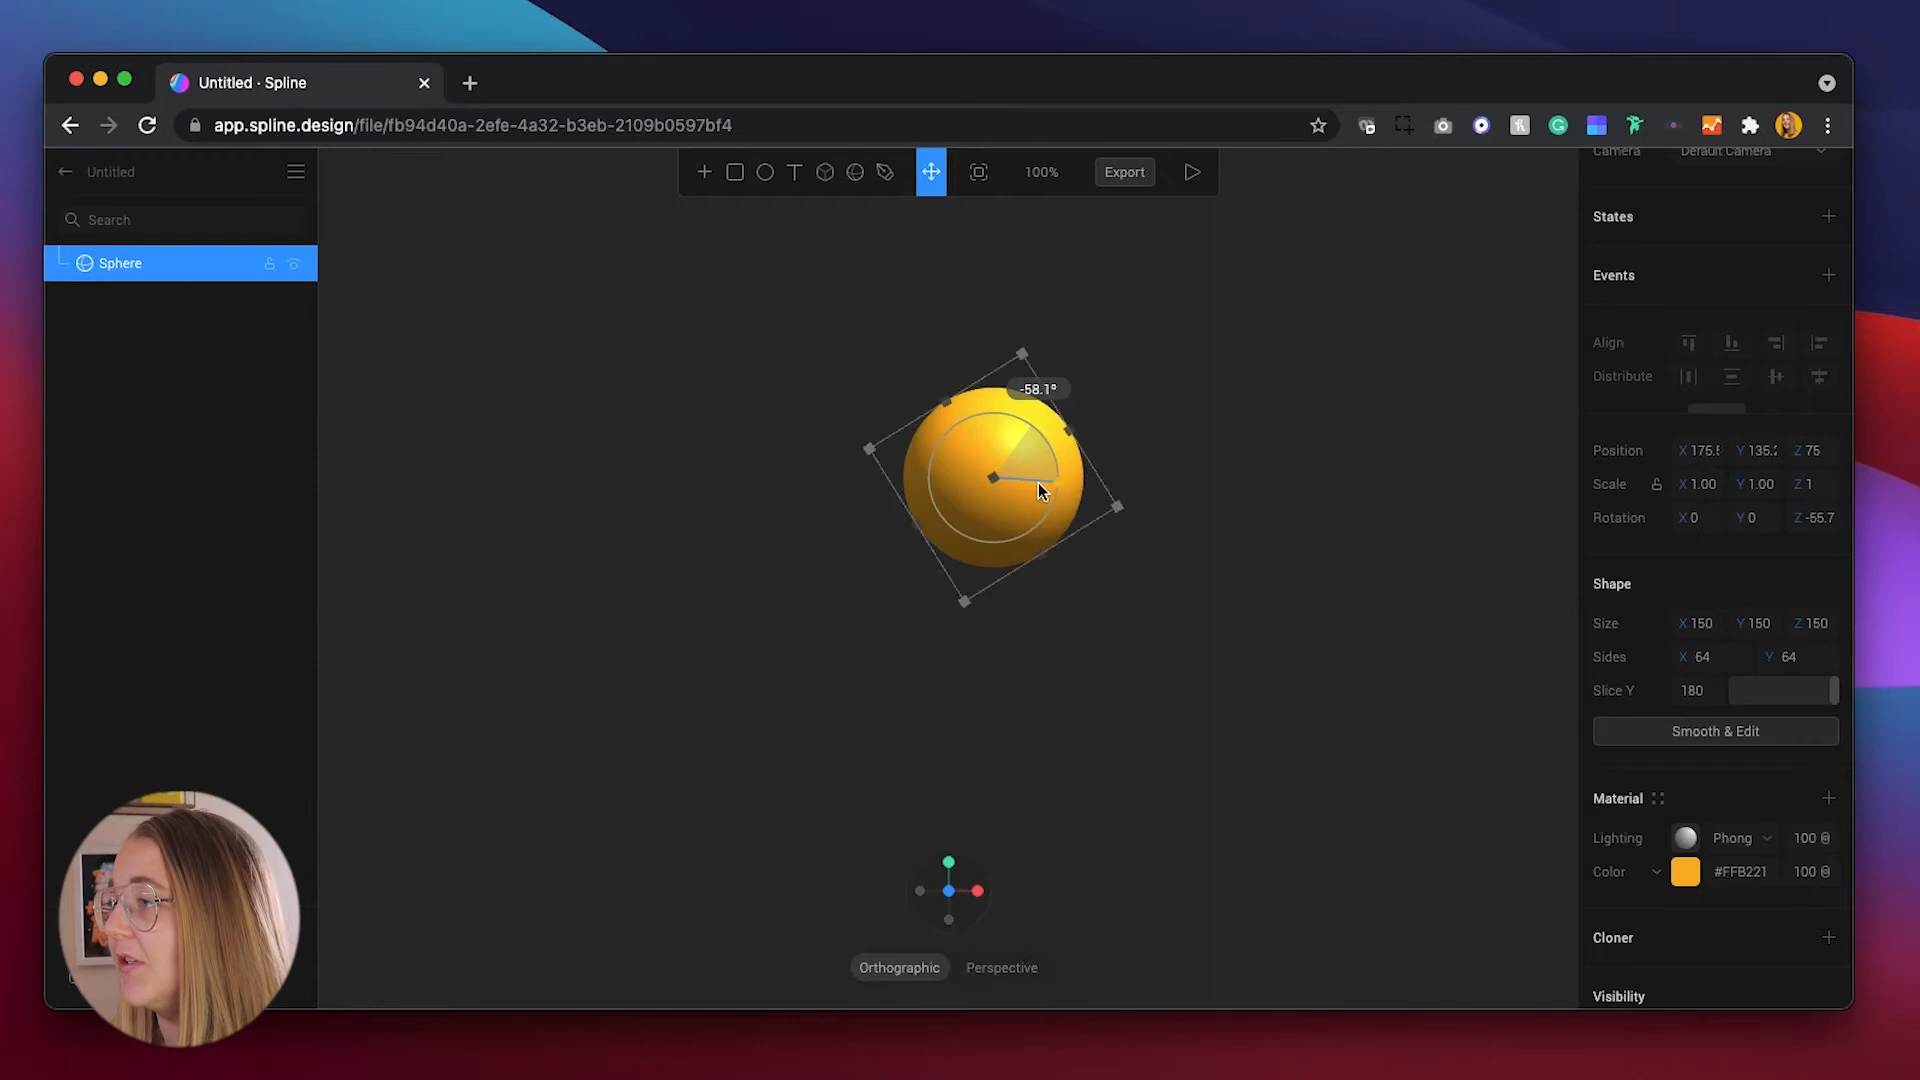 Untitled - Spline
app.spline.design/file/fb94d40a-2efe-4a32-b3eb-2109b0597bf4
Untitled
100%
Export
Camera
Default Camera
Search
States
Sphere
Events
Align
Distribute
-58.1°
Position X 175.5 Y 135.2 Z 75
Scale X 1.00 Y 1.00 Z 1
Rotation X 0 Y 0 Z -55.7
Shape
Size X 150 Y 150 Z 150
Sides X 64 Y 64
Slice Y 180
Smooth & Edit
Material
Lighting Phong 100
Color #FFB221 100
Cloner
Orthographic
Perspective
Visibility